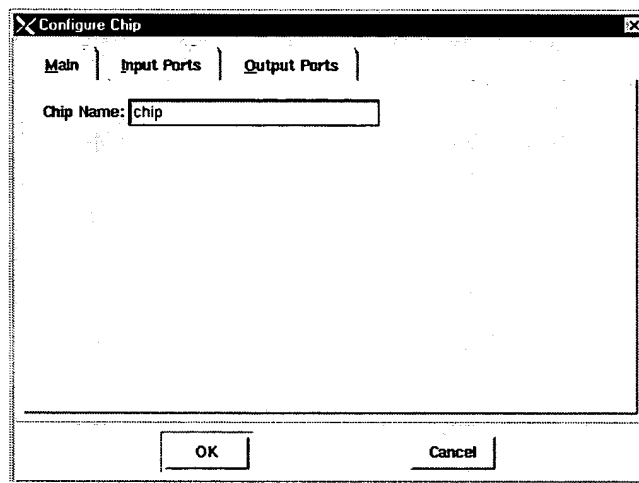 Configure Chip
Main Input Ports Output Ports
Chip Name: chip
OK Cancel